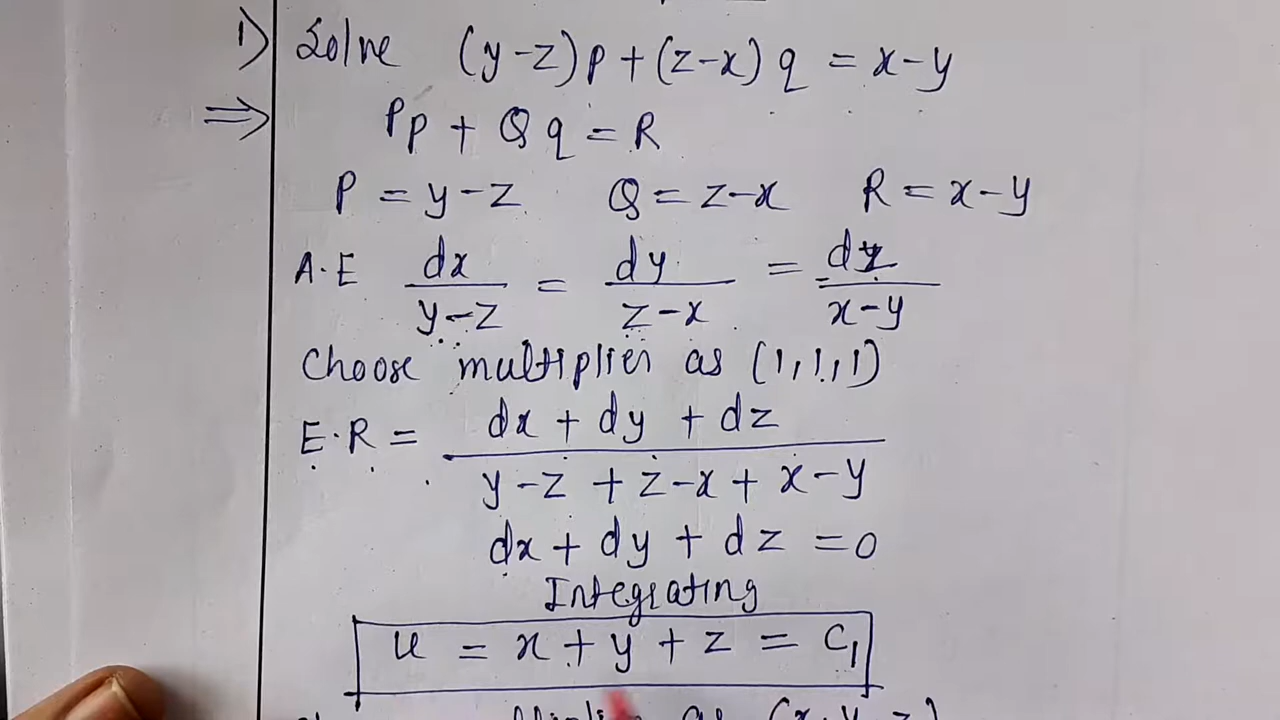 1) Solve (y-z)p + (z-x)q = x-y
⇒ Pp + Qq = R
P = y-z Q = z-x R = x-y
A.E dx/(y-z) = dy/(z-x) = dz/(x-y)
Choose multiplier as (1,1,1)
E.R = (dx + dy + dz)/(y-z + z-x + x-y)
dx + dy + dz = 0
Integrating
u = x + y + z = C₁
as (x, y, z)